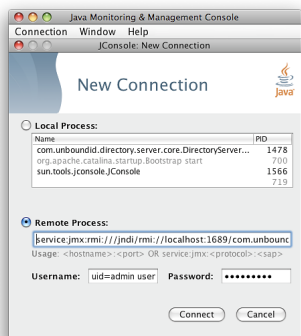 Java Monitoring & Management Console
Connection Window Help
JConsole: New Connection
New Connection
Java
Local Process:
Name PID
com.unboundid.directory.server.core.DirectoryServer... 1478
org.apache.catalina.startup.Bootstrap start 700
sun.tools.jconsole.JConsole 1566
719
Remote Process:
service:jmx:rmi:///jndi/rmi://localhost:1689/com.unbounc
Usage: <hostname>:<port> OR service:jmx:<protocol>:<sap>
Username: uid=admin user Password: •••••••••
Connect Cancel